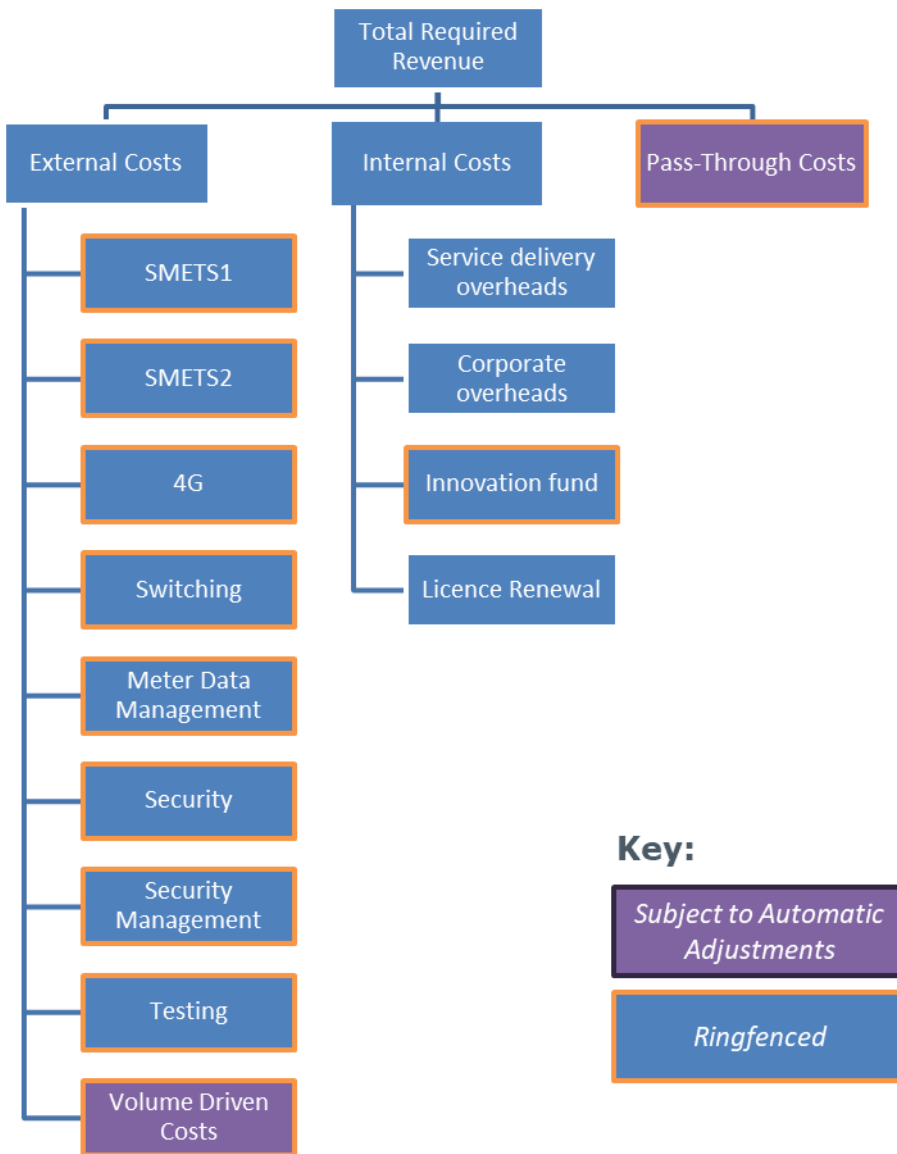 Total Required
Revenue
External Costs
Internal Costs
Pass-Through Costs
SMETS1
SMETS2
4G
Switching
Meter Data
Management
Security
Security
Management
Testing
Volume Driven
Costs
Service delivery
overheads
Corporate
overheads
Innovation fund
Licence Renewal
Key:
Subject to Automatic
Adjustments
Ringfenced